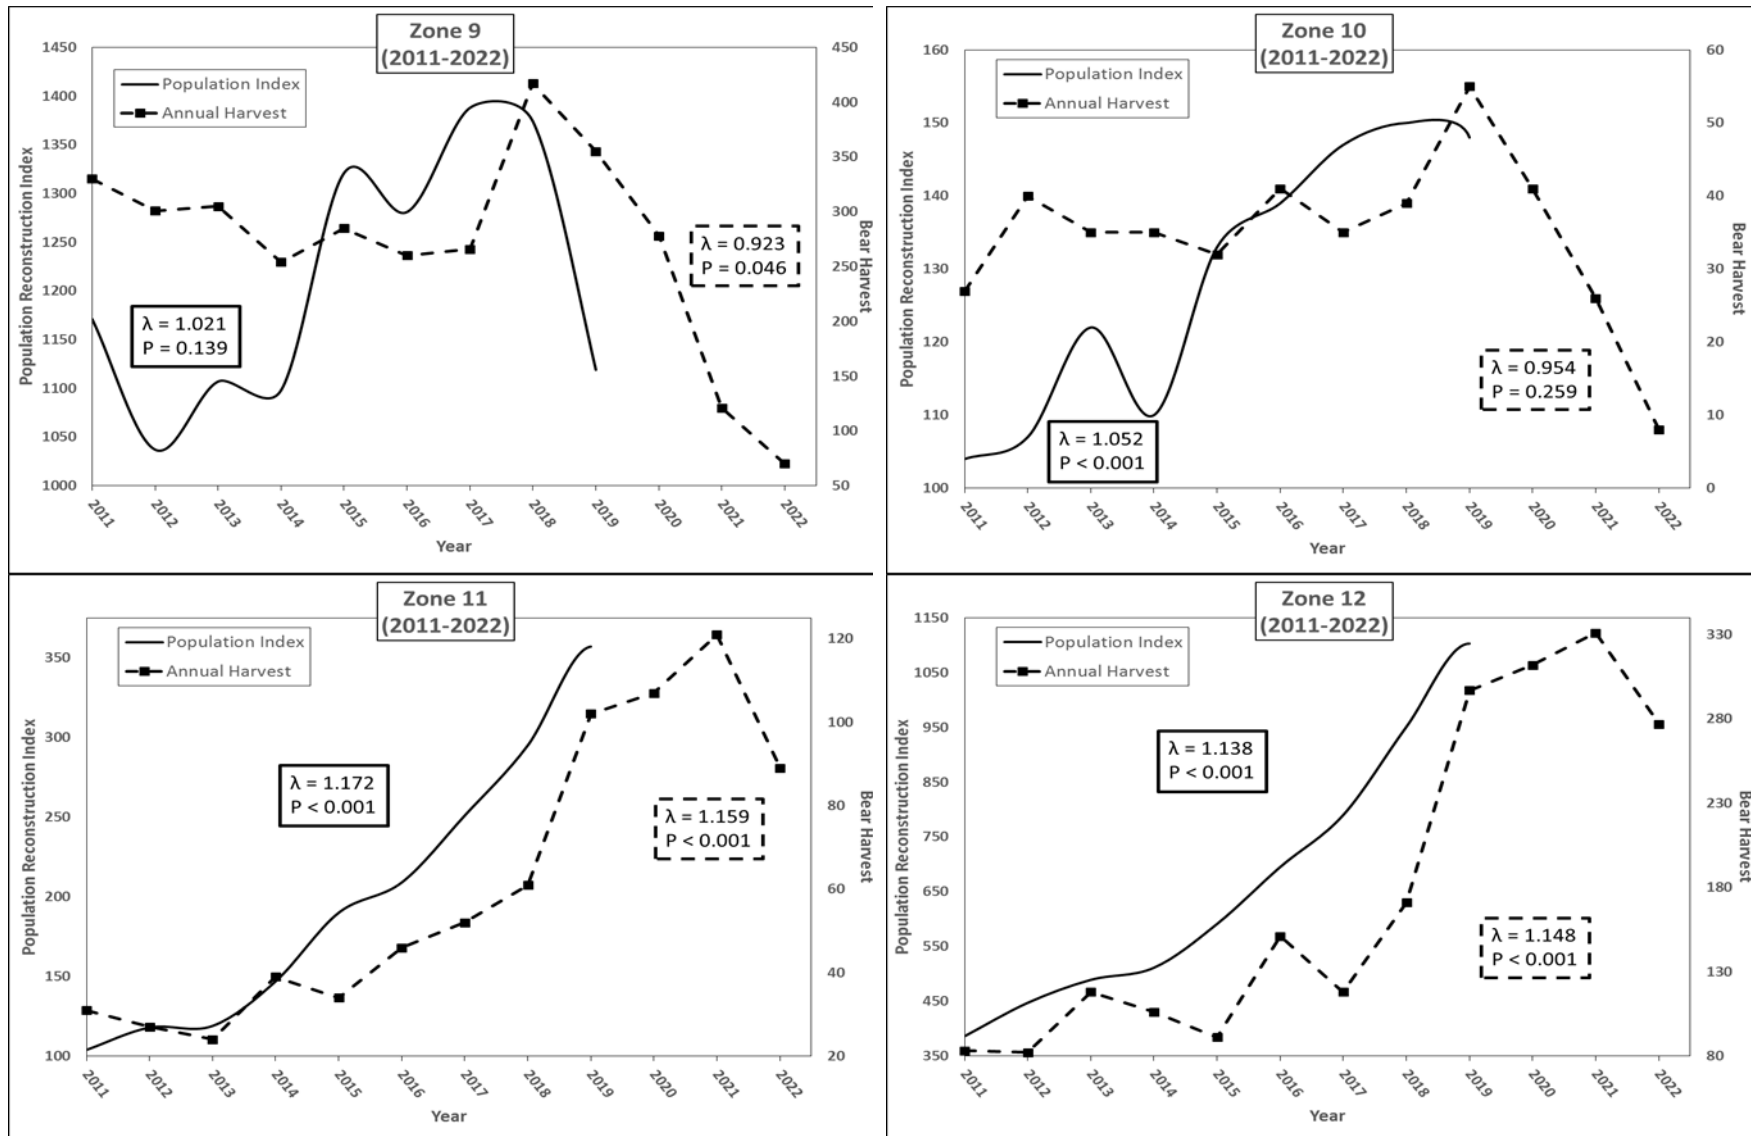 Zone 9
(2011-2022)
Population Index
Annual Harvest
Population Reconstruction Index
1450
1400
1350
1300
1250
1200
1150
1100
1050
1000
450
400
350
300
250
200
150
100
50
Bear Harvest
λ = 1.021
P = 0.139
λ = 0.923
P = 0.046
2011
2012
2013
2014
2015
2016
2017
2018
2019
2020
2021
2022
Year
Zone 10
(2011-2022)
Population Index
Annual Harvest
Population Reconstruction Index
160
150
140
130
120
110
100
60
50
40
30
20
10
0
Bear Harvest
λ = 1.052
P < 0.001
λ = 0.954
P = 0.259
2011
2012
2013
2014
2015
2016
2017
2018
2019
2020
2021
2022
Year
Zone 11
(2011-2022)
Population Index
Annual Harvest
Population Reconstruction Index
350
300
250
200
150
100
120
100
80
60
40
20
Bear Harvest
λ = 1.172
P < 0.001
λ = 1.159
P < 0.001
2011
2012
2013
2014
2015
2016
2017
2018
2019
2020
2021
2022
Year
Zone 12
(2011-2022)
Population Index
Annual Harvest
Population Reconstruction Index
1150
1050
950
850
750
650
550
450
350
330
280
230
180
130
80
Bear Harvest
λ = 1.138
P < 0.001
λ = 1.148
P < 0.001
2011
2012
2013
2014
2015
2016
2017
2018
2019
2020
2021
2022
Year